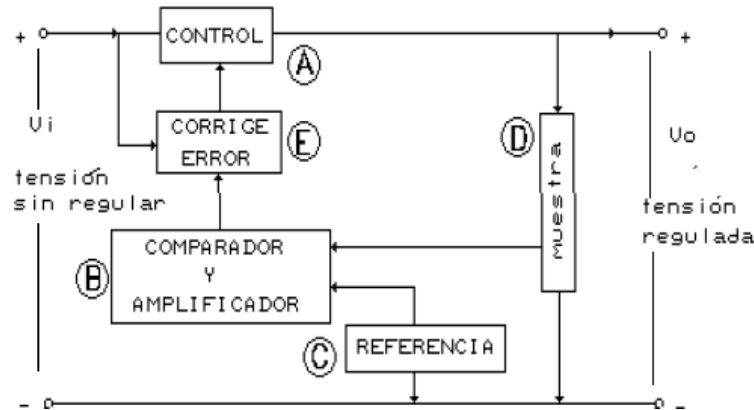 +
CONTROL
+
A
Vi
CORRIGE
ERROR
E
D
muestra
Vo
tensión
sin regular
tensión
regulada
B
COMPARADOR
Y
AMPLIFICADOR
C
REFERENCIA
-
-